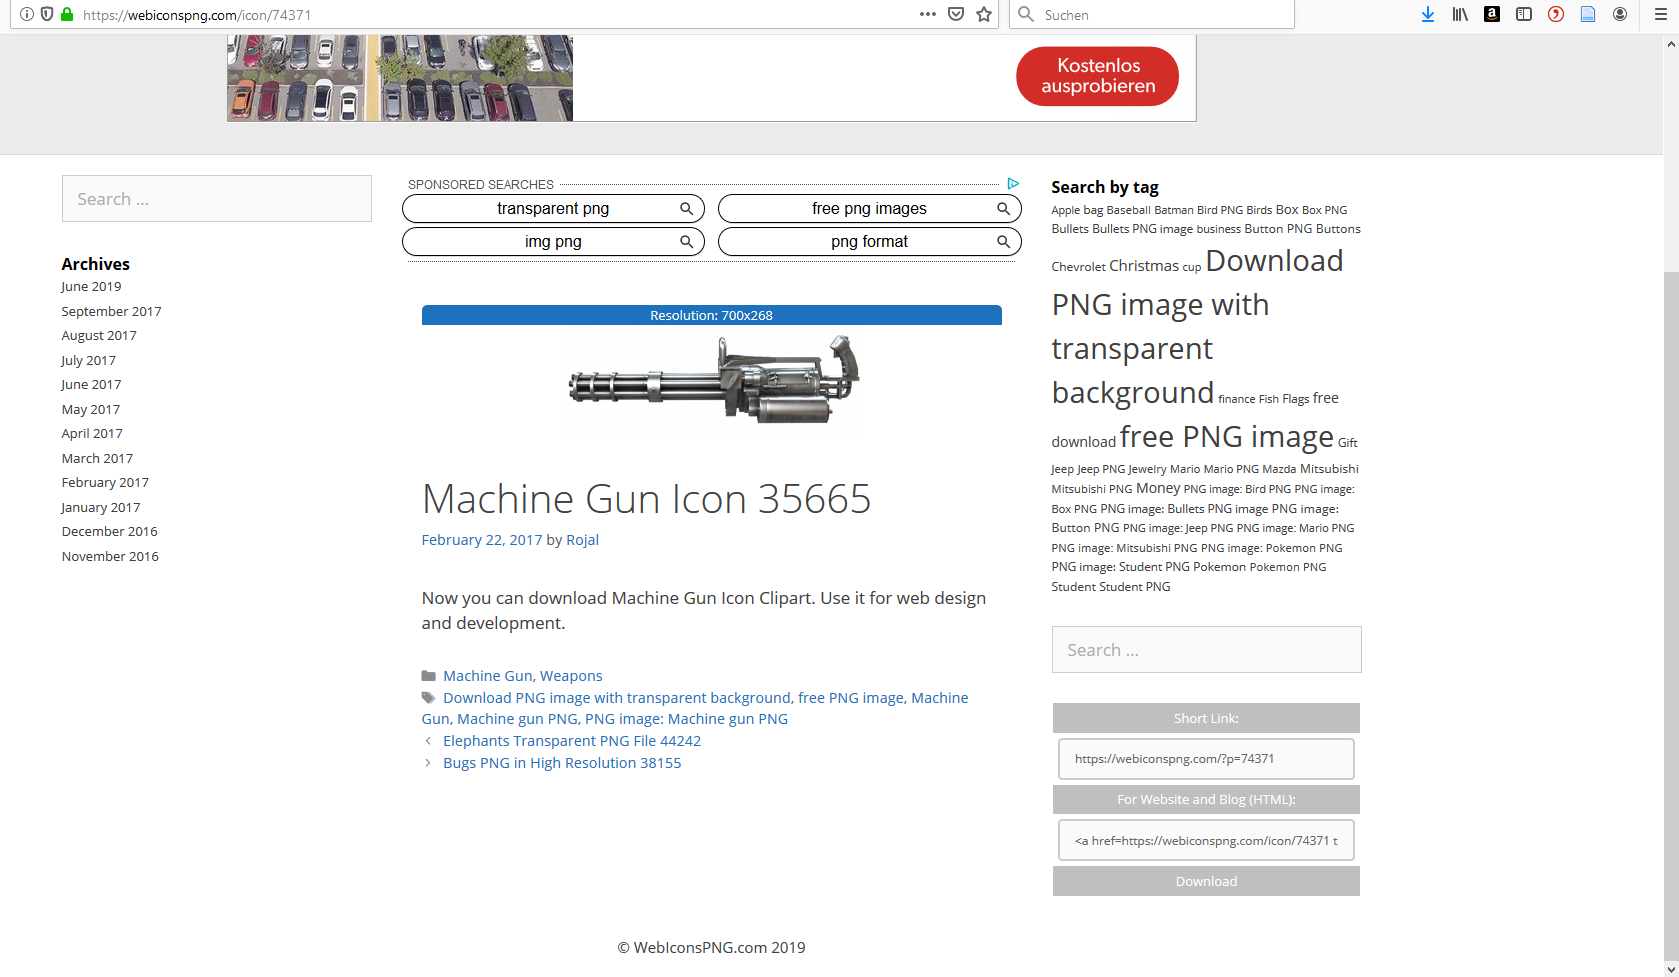 https://webiconspng.com/icon/74371
Suchen
Kostenlos
ausprobieren
Search ...
Archives
June 2019
September 2017
August 2017
July 2017
June 2017
May 2017
April 2017
March 2017
February 2017
January 2017
December 2016
November 2016
SPONSORED SEARCHES
transparent png
free png images
img png
png format
Resolution: 700x268
Machine Gun Icon 35665
February 22, 2017 by Rojal
Now you can download Machine Gun Icon Clipart. Use it for web design
and development.
Machine Gun, Weapons
Download PNG image with transparent background, free PNG image, Machine
Gun, Machine gun PNG, PNG image: Machine gun PNG
Elephants Transparent PNG File 44242
Bugs PNG in High Resolution 38155
Search by tag
Apple bag Baseball Batman Bird PNG Birds Box Box PNG
Bullets Bullets PNG image business Button PNG Buttons
Chevrolet Christmas cup Download
PNG image with
transparent
background finance Fish Flags free
download free PNG image Gift
Jeep Jeep PNG Jewelry Mario Mario PNG Mazda Mitsubishi
Mitsubishi PNG Money PNG image: Bird PNG PNG image:
Box PNG PNG image: Bullets PNG image PNG image:
Button PNG PNG image: Jeep PNG PNG image: Mario PNG
PNG image: Mitsubishi PNG PNG image: Pokemon PNG
PNG image: Student PNG Pokemon Pokemon PNG
Student Student PNG
Search ...
Short Link:
https://webiconspng.com/?p=74371
For Website and Blog (HTML):
<a href=https://webiconspng.com/icon/74371 t
Download
© WebIconsPNG.com 2019